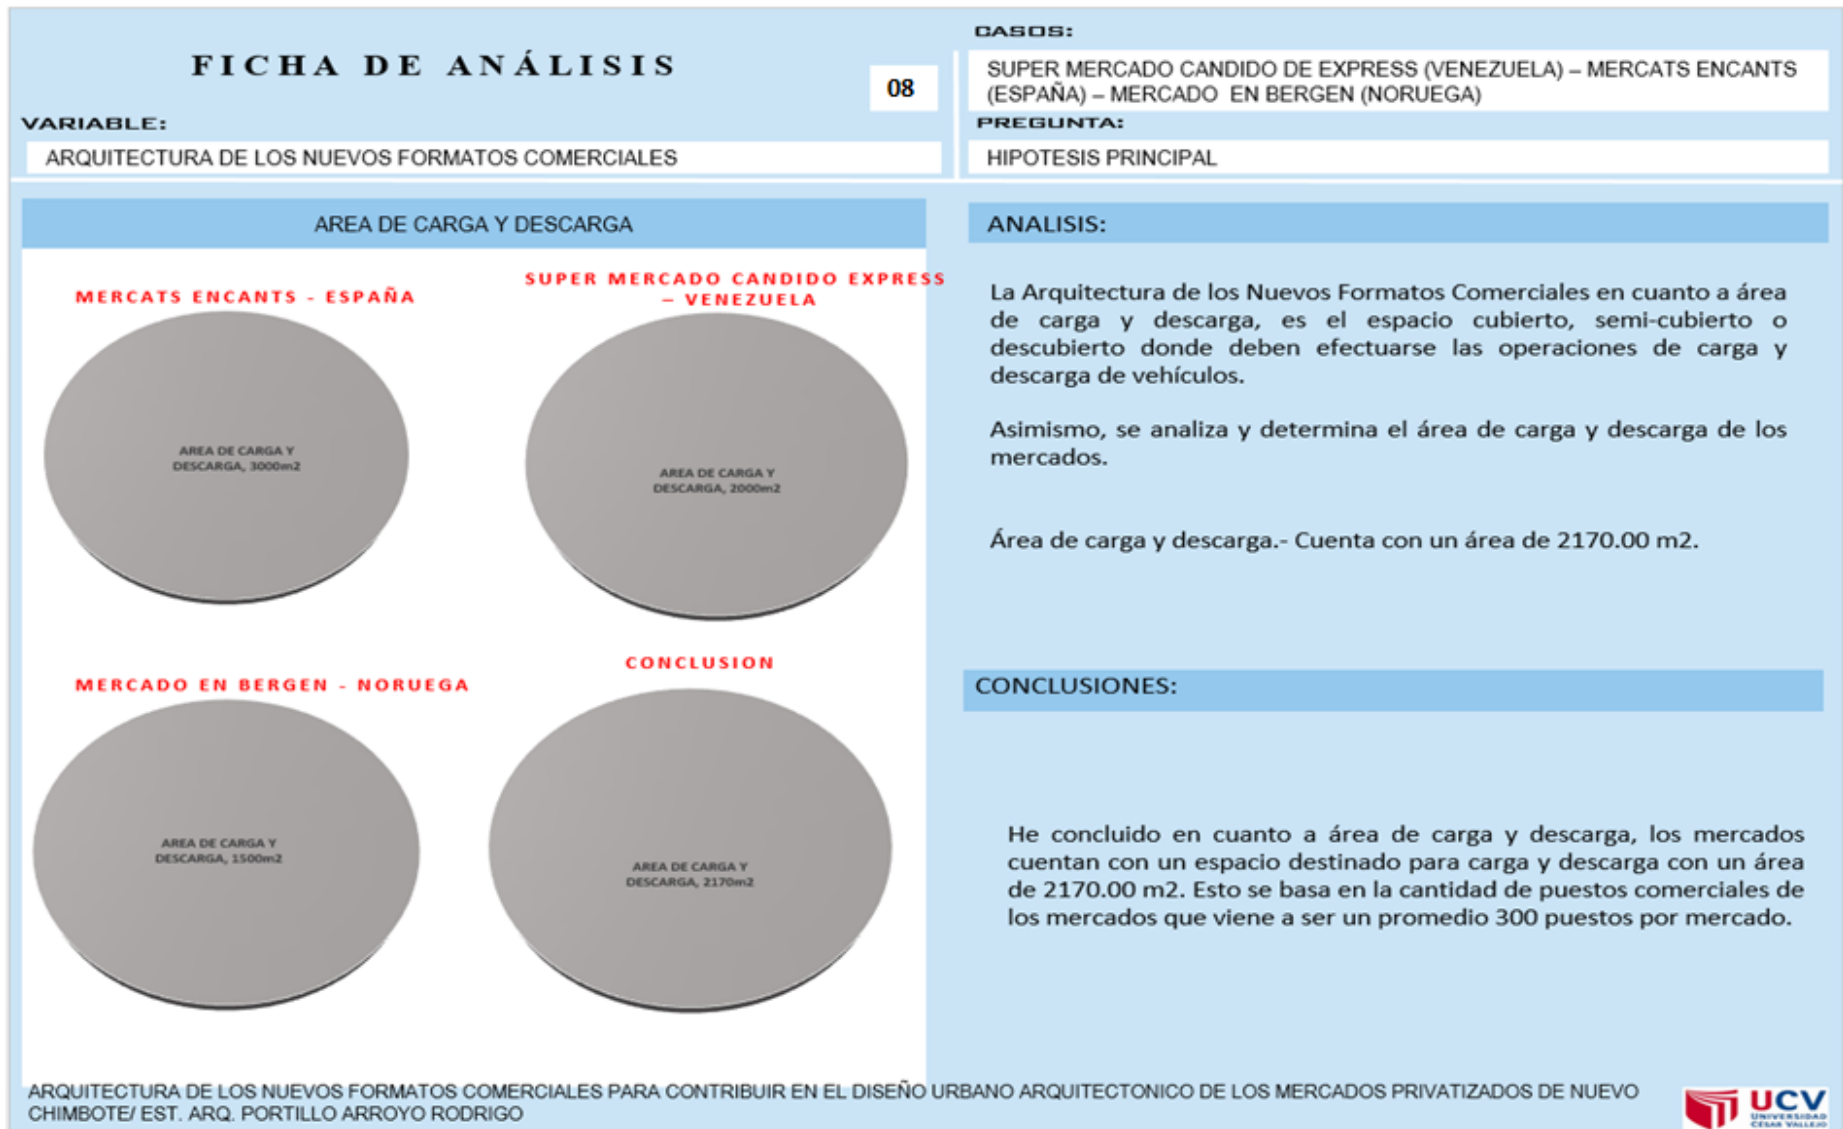 FICHA DE ANÁLISIS
08
VARIABLE:
ARQUITECTURA DE LOS NUEVOS FORMATOS COMERCIALES
CASOS:
SUPER MERCADO CANDIDO DE EXPRESS (VENEZUELA) – MERCATS ENCANTS
(ESPAÑA) – MERCADO EN BERGEN (NORUEGA)
PREGUNTA:
HIPOTESIS PRINCIPAL
AREA DE CARGA Y DESCARGA
MERCATS ENCANTS - ESPAÑA
AREA DE CARGA Y
DESCARGA, 3000m2
SUPER MERCADO CANDIDO EXPRESS
– VENEZUELA
AREA DE CARGA Y
DESCARGA, 2000m2
MERCADO EN BERGEN - NORUEGA
AREA DE CARGA Y
DESCARGA, 1500m2
CONCLUSION
AREA DE CARGA Y
DESCARGA, 2170m2
ANALISIS:
La Arquitectura de los Nuevos Formatos Comerciales en cuanto a área
de carga y descarga, es el espacio cubierto, semi-cubierto o
descubierto donde deben efectuarse las operaciones de carga y
descarga de vehículos.
Asimismo, se analiza y determina el área de carga y descarga de los
mercados.
Área de carga y descarga.- Cuenta con un área de 2170.00 m2.
CONCLUSIONES:
He concluido en cuanto a área de carga y descarga, los mercados
cuentan con un espacio destinado para carga y descarga con un área
de 2170.00 m2. Esto se basa en la cantidad de puestos comerciales de
los mercados que viene a ser un promedio 300 puestos por mercado.
ARQUITECTURA DE LOS NUEVOS FORMATOS COMERCIALES PARA CONTRIBUIR EN EL DISEÑO URBANO ARQUITECTONICO DE LOS MERCADOS PRIVATIZADOS DE NUEVO
CHIMBOTE/ EST. ARQ. PORTILLO ARROYO RODRIGO
UCV
UNIVERSIDAD
CÉSAR VALLEJO